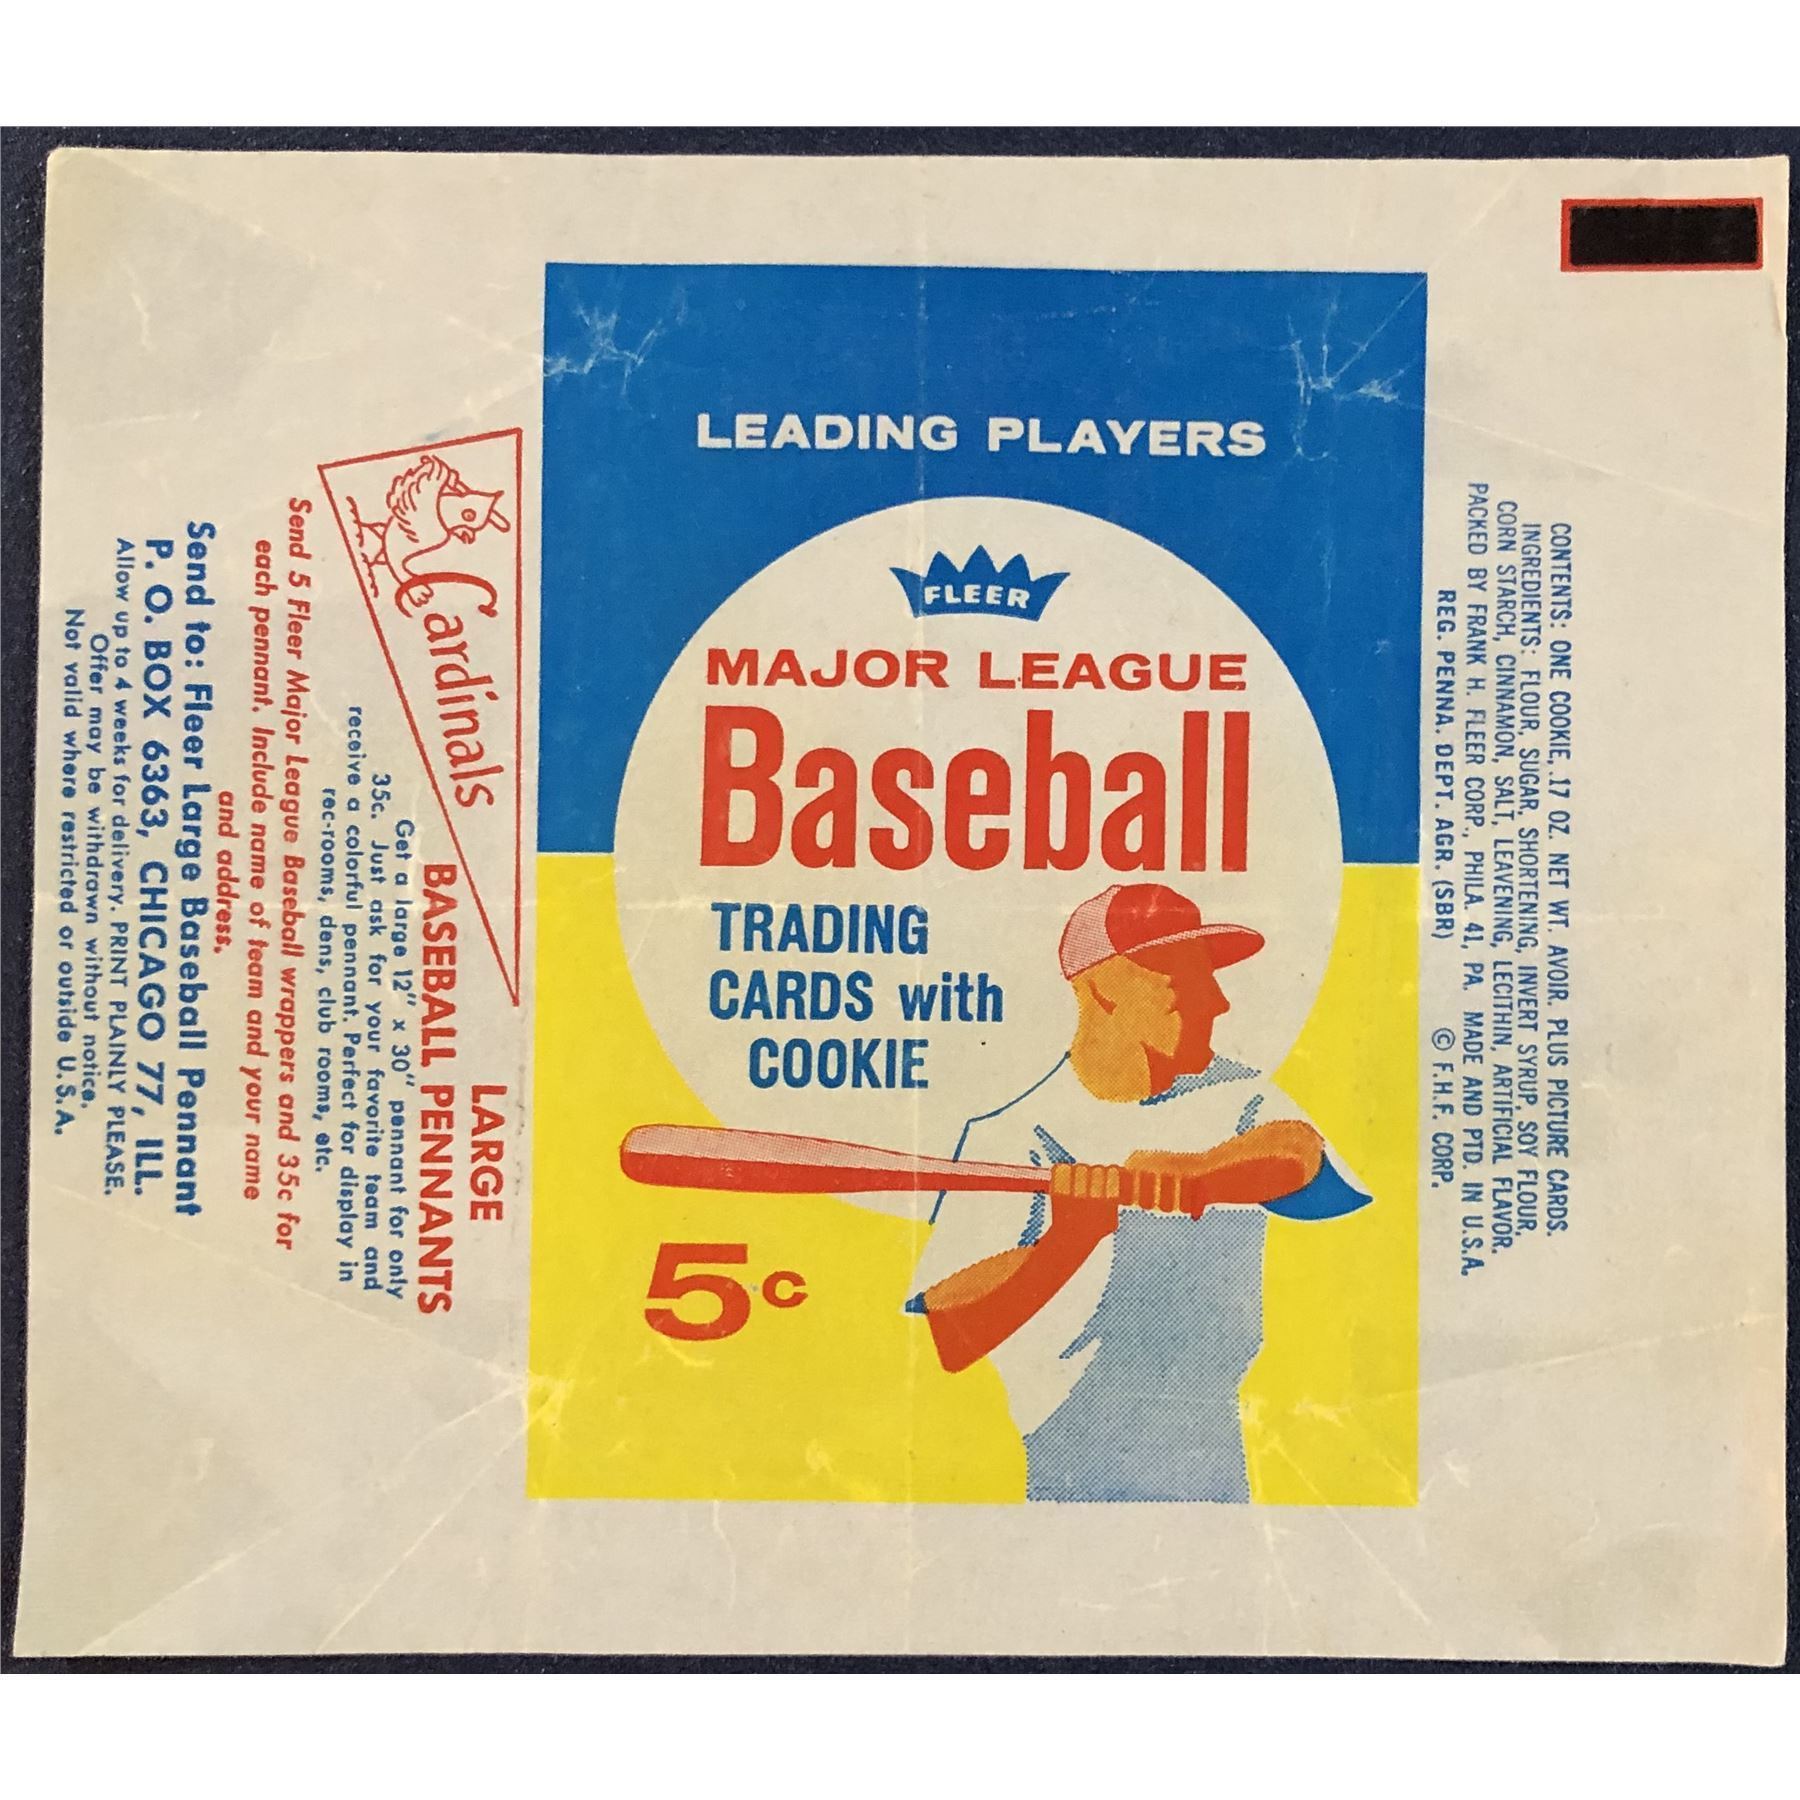 LEADING PLAYERS
FLEER
MAJOR LEAGUE
Baseball
TRADING
CARDS with
COOKIE
5c
Cardinals
LARGE
BASEBALL PENNANTS
Get a large 12" x 30" pennant for only
35c. Just ask for your favorite team and
receive a colorful pennant. Perfect for display in
rec-rooms, dens, club rooms, etc.
Send 5 Fleer Major League Baseball wrappers and 35c for
each pennant. Include name of team and your name
and address.
Send to: Fleer Large Baseball Pennant
P. O. BOX 6363, CHICAGO 77, ILL.
Allow up to 4 weeks for delivery. PRINT PLAINLY PLEASE.
Offer may be withdrawn without notice.
Not valid where restricted or outside U.S.A.
CONTENTS: ONE COOKIE, .17 OZ. NET WT. AVOIR. PLUS PICTURE CARDS.
INGREDIENTS: FLOUR, SUGAR, SHORTENING, INVERT SYRUP, SOY FLOUR,
CORN STARCH, CINNAMON, SALT, LEAVENING, LECITHIN, ARTIFICIAL FLAVOR.
PACKED BY FRANK H. FLEER CORP., PHILA. 41, PA. MADE AND PTD. IN U.S.A.
REG. PENNA. DEPT. AGR. (SBR) © F.H.F. CORP.